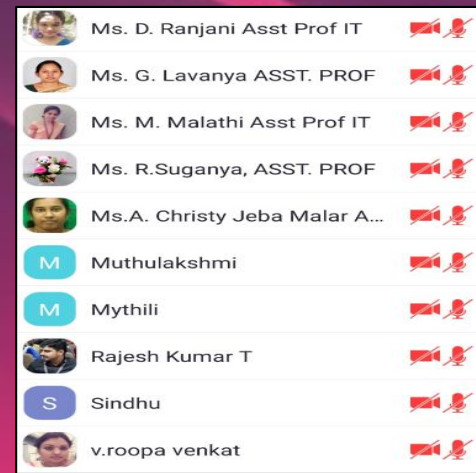 Ms. D. Ranjani Asst Prof IT
Ms. G. Lavanya ASST. PROF
Ms. M. Malathi Asst Prof IT
Ms. R.Suganya, ASST. PROF
Ms.A. Christy Jeba Malar A...
M Muthulakshmi
M Mythili
Rajesh Kumar T
S Sindhu
v.roopa venkat